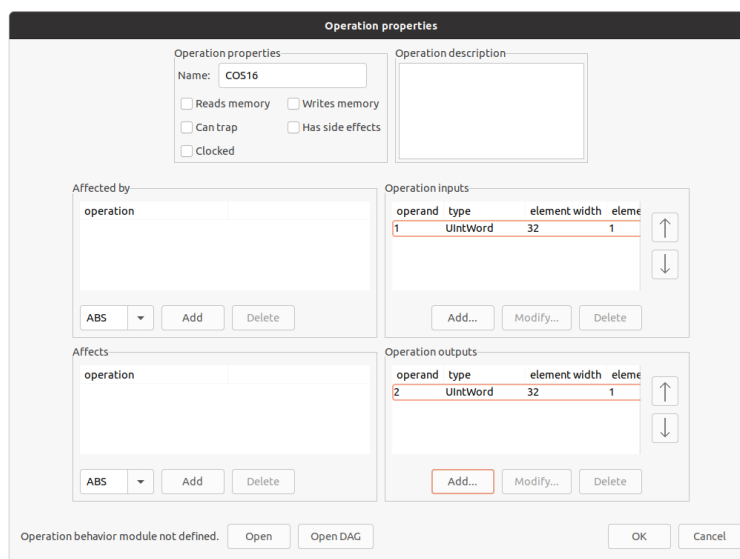 Operation properties
Operation properties
Name: COS16
Reads memory Writes memory
Can trap Has side effects
Clocked
Operation description
Affected by
operation
ABS Add Delete
Operation inputs
operand type element width eleme
1 UIntWord 32 1
Add... Modify... Delete
Affects
operation
ABS Add Delete
Operation outputs
operand type element width eleme
2 UIntWord 32 1
Add... Modify... Delete
Operation behavior module not defined. Open Open DAG OK Cancel